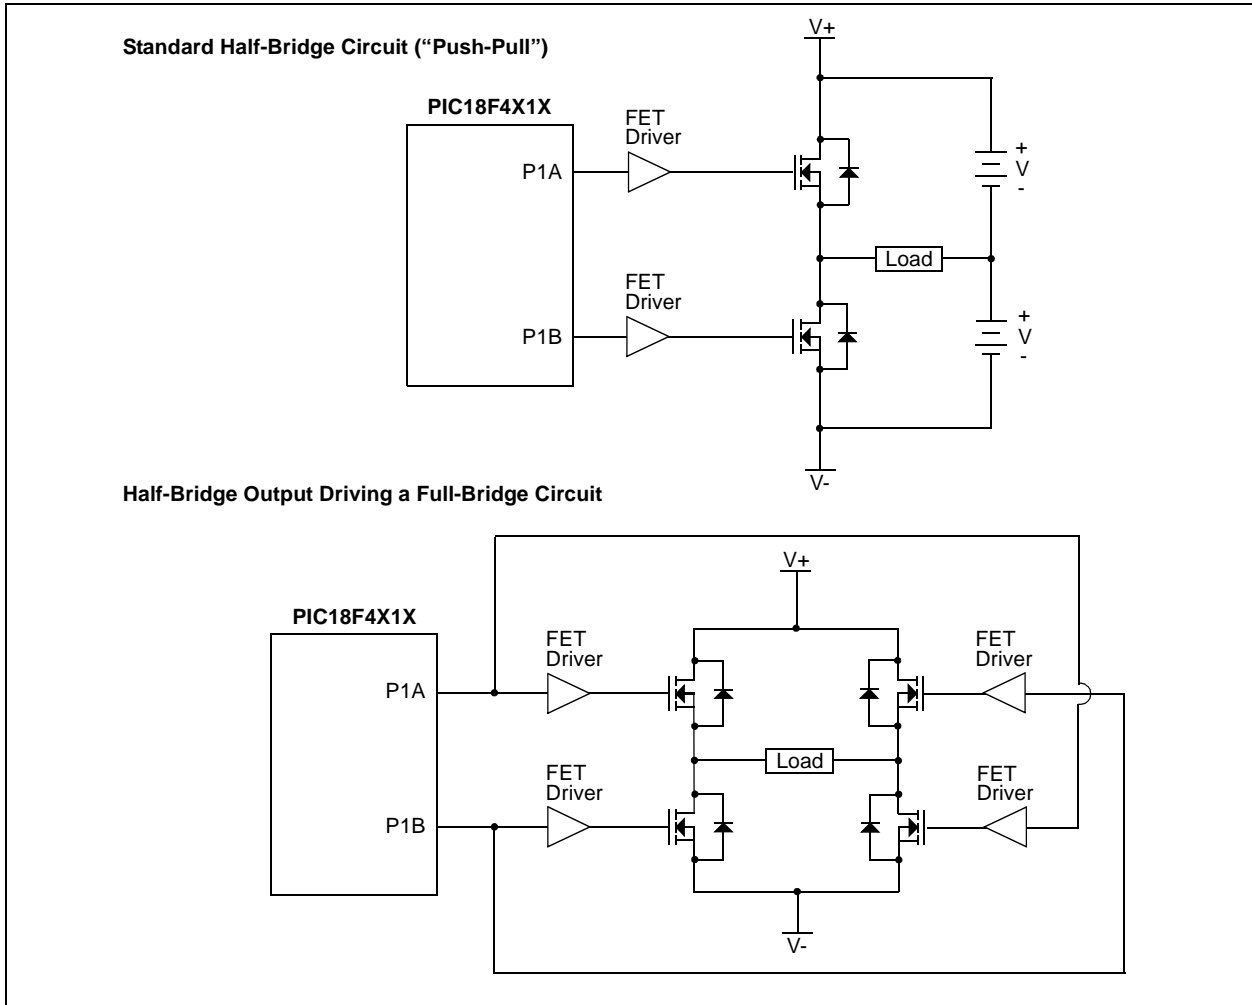 V+
Standard Half-Bridge Circuit (“Push-Pull”)
PIC18F4X1X
FET
Driver
P1A
+
V
-
Load
FET
Driver
P1B
+
V
-
V-
Half-Bridge Output Driving a Full-Bridge Circuit
V+
PIC18F4X1X
FET
Driver
FET
Driver
P1A
Load
FET
Driver
FET
Driver
P1B
V-